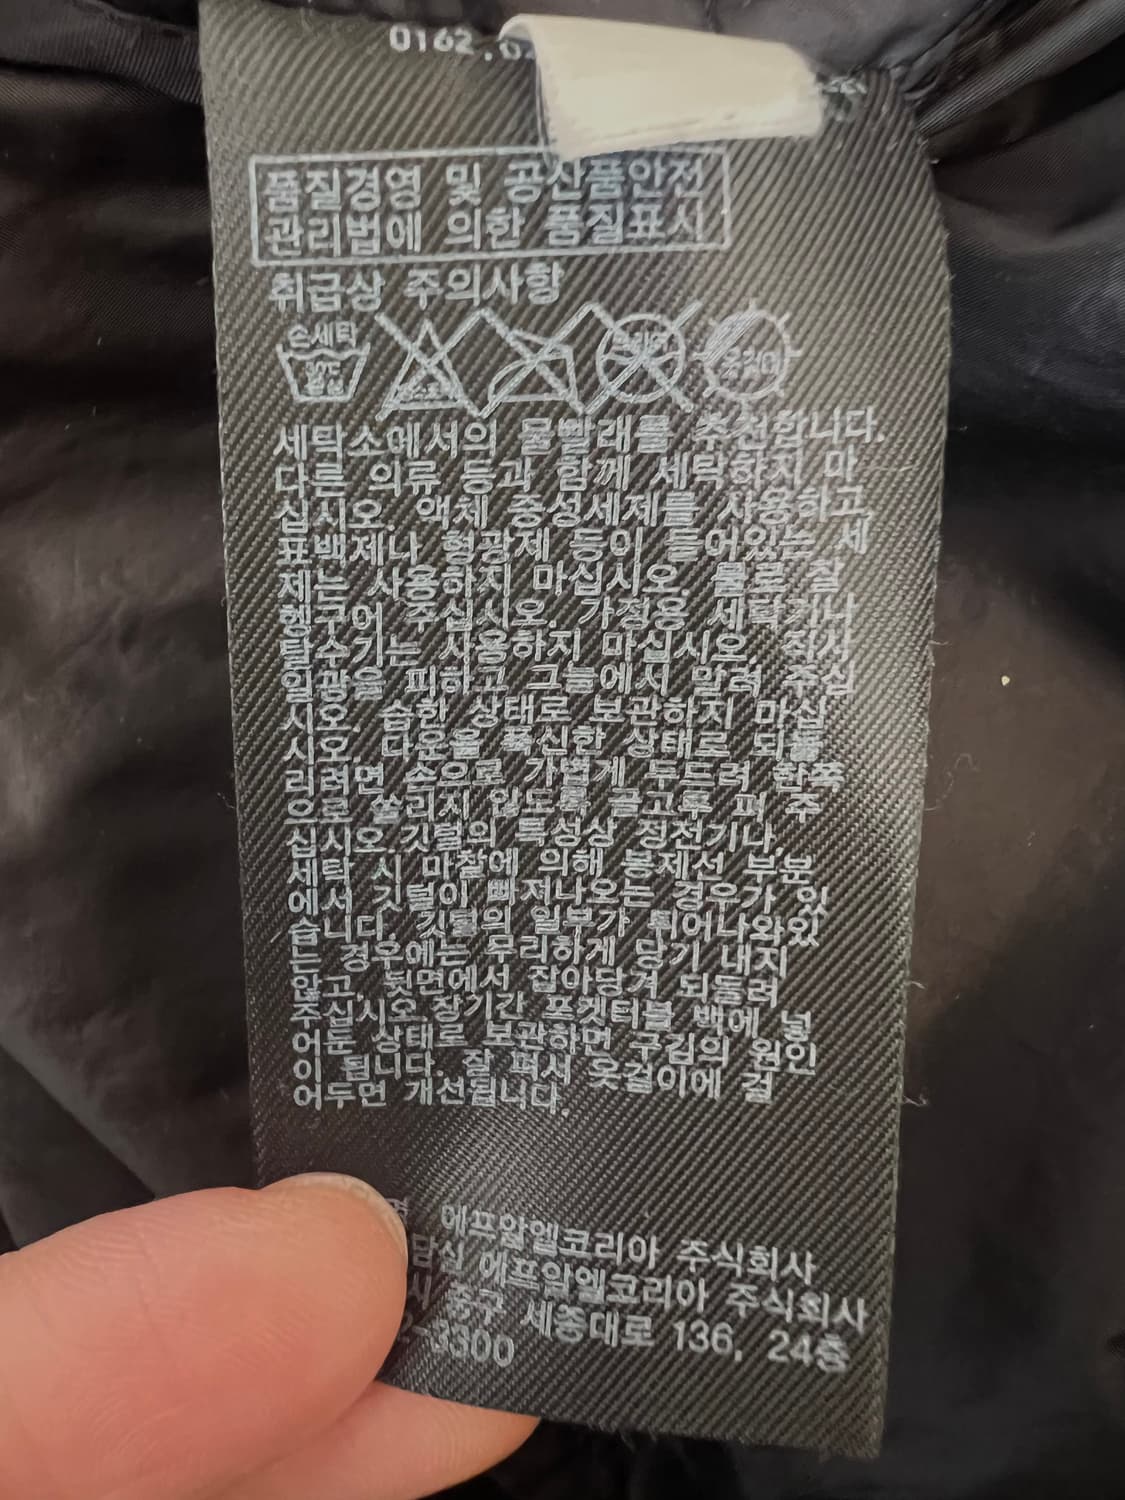 0162.
품질경영 및 공산품안전
관리법에 의한 품질표시
취급상 주의사항
손세탁
옷걸이
세탁소에서의 물빨래를 추천합니다.
다른 의류 등과 함께 세탁하지 마
십시오. 액체 중성세제를 사용하고
표백제나 형광제 등이 들어있는 세
제는 사용하지 마십시오. 물로 잘
헹구어 주십시오. 가정용 세탁기나
탈수기는 사용하지 마십시오. 직사
일광을 피하고 그늘에서 말려 주십
시오. 습한 상태로 보관하지 마십
시오. 다운을 푹신한 상태로 되돌
리려면 손으로 가볍게 두드려 한쪽
으로 쏠리지 않도록 골고루 펴 주
십시오.깃털의 특성상 정전기나,
세탁 시 마찰에 의해 봉제선 부분
에서 깃털이 빠져나오는 경우가 있
습니다. 깃털의 일부가 튀어나와있
는 경우에는 무리하게 당기 내지
않고, 뒷면에서 잡아당겨 되돌려
주십시오.장기간 포켓터블 백에 넣
어둔 상태로 보관하면 구김의 원인
이 됩니다. 잘 펴서 옷걸이에 걸
어두면 개선됩니다.
에프알엘코리아 주식회사
담실 에프알엘코리아 주식회사
시 중구 세종대로 136, 24층
2-3300